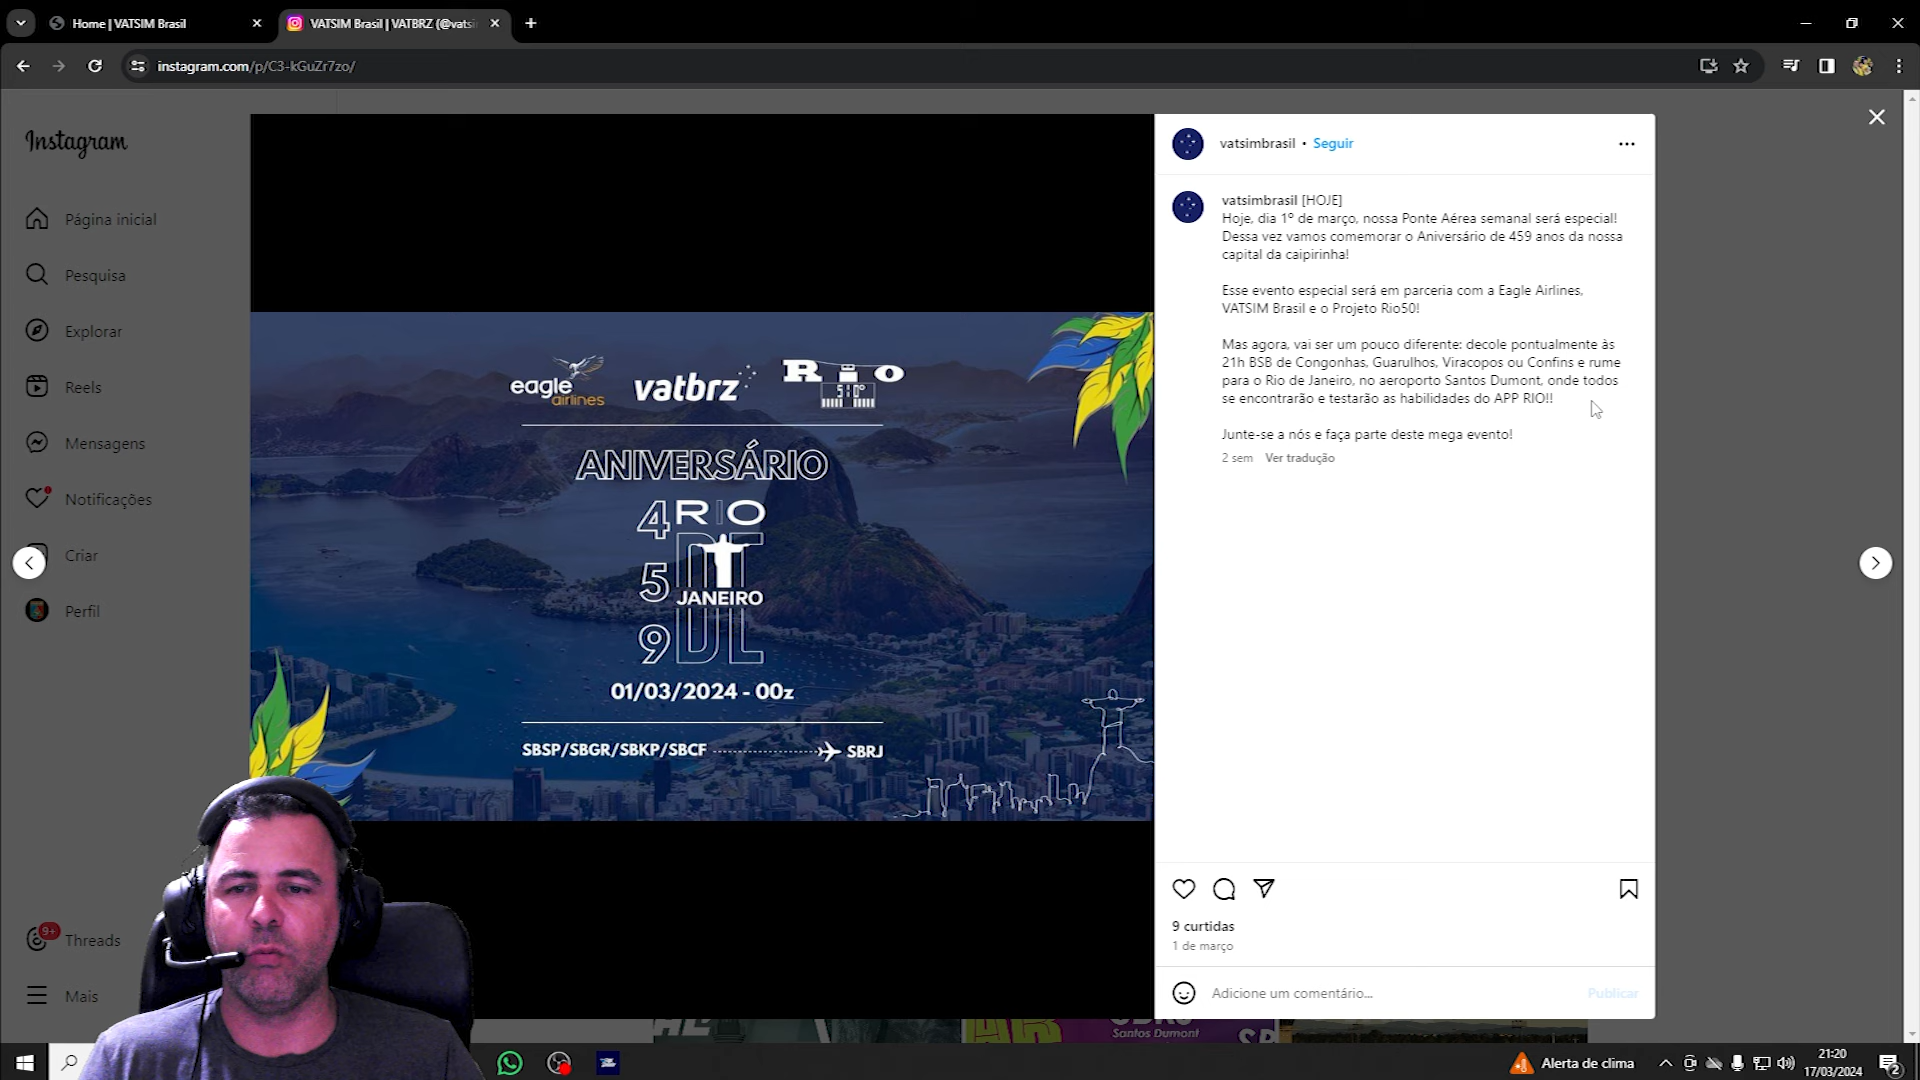 Home | VATSIM Brasil
VATSIM Brasil | VATBRZ (@vatsi
instagram.com/p/C3-kGuZr7zo/
Instagram
Página inicial
Pesquisa
Explorar
Reels
Mensagens
Notificações
Criar
Perfil
9+
Threads
Mais
eagle
airlines
vatbrz
RIO
ANIVERSÁRIO
4 RIO
5 DE
JANEIRO
9
01/03/2024 - 00z
SBSP/SBGR/SBKP/SBCF SBRJ
vatsimbrasil • Seguir
vatsimbrasil [HOJE]
Hoje, dia 1º de março, nossa Ponte Aérea semanal será especial!
Dessa vez vamos comemorar o Aniversário de 459 anos da nossa
capital da caipirinha!
Esse evento especial será em parceria com a Eagle Airlines,
VATSIM Brasil e o Projeto Rio50!
Mas agora, vai ser um pouco diferente: decole pontualmente às
21h BSB de Congonhas, Guarulhos, Viracopos ou Confins e rume
para o Rio de Janeiro, no aeroporto Santos Dumont, onde todos
se encontrarão e testarão as habilidades do APP RIO!!
Junte-se a nós e faça parte deste mega evento!
2 sem Ver tradução
9 curtidas
1 de março
Adicione um comentário...
Publicar
Santos Dumont
Alerta de clima
21:20
17/03/2024
2